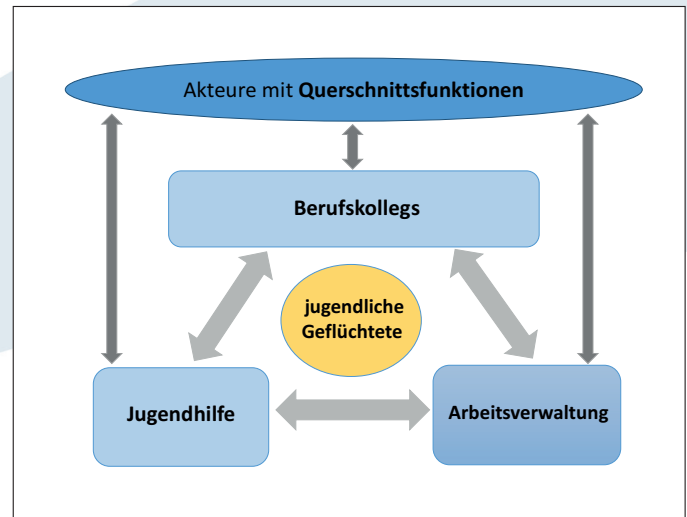 Akteure mit Querschnittsfunktionen
Berufskollegs
jugendliche
Geflüchtete
Jugendhilfe
Arbeitsverwaltung